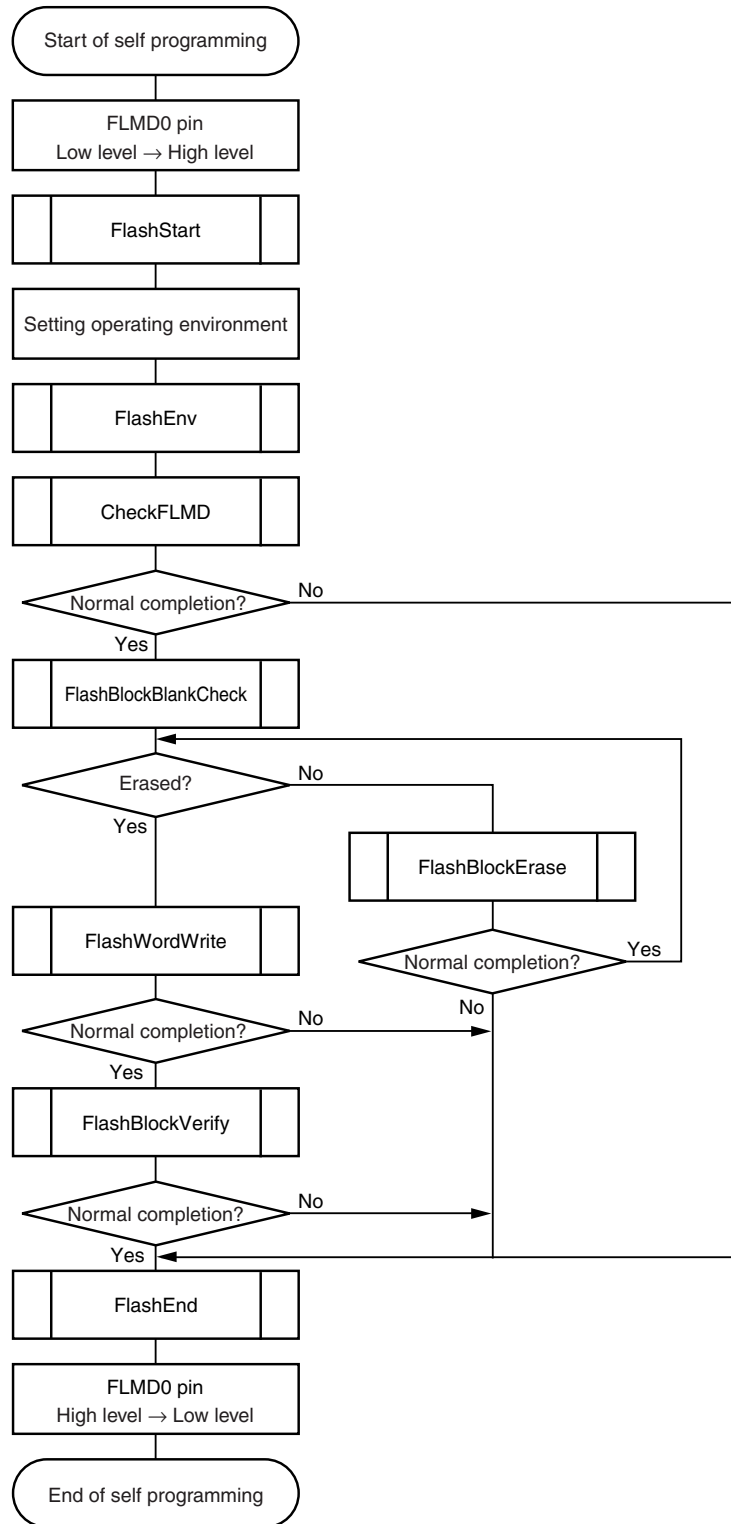 Start of self programming
FLMD0 pin
Low level → High level
FlashStart
Setting operating environment
FlashEnv
CheckFLMD
Normal completion?
No
Yes
FlashBlockBlankCheck
Erased?
No
Yes
FlashBlockErase
FlashWordWrite
Normal completion?
Yes
No
Normal completion?
No
Yes
FlashBlockVerify
Normal completion?
No
Yes
FlashEnd
FLMD0 pin
High level → Low level
End of self programming